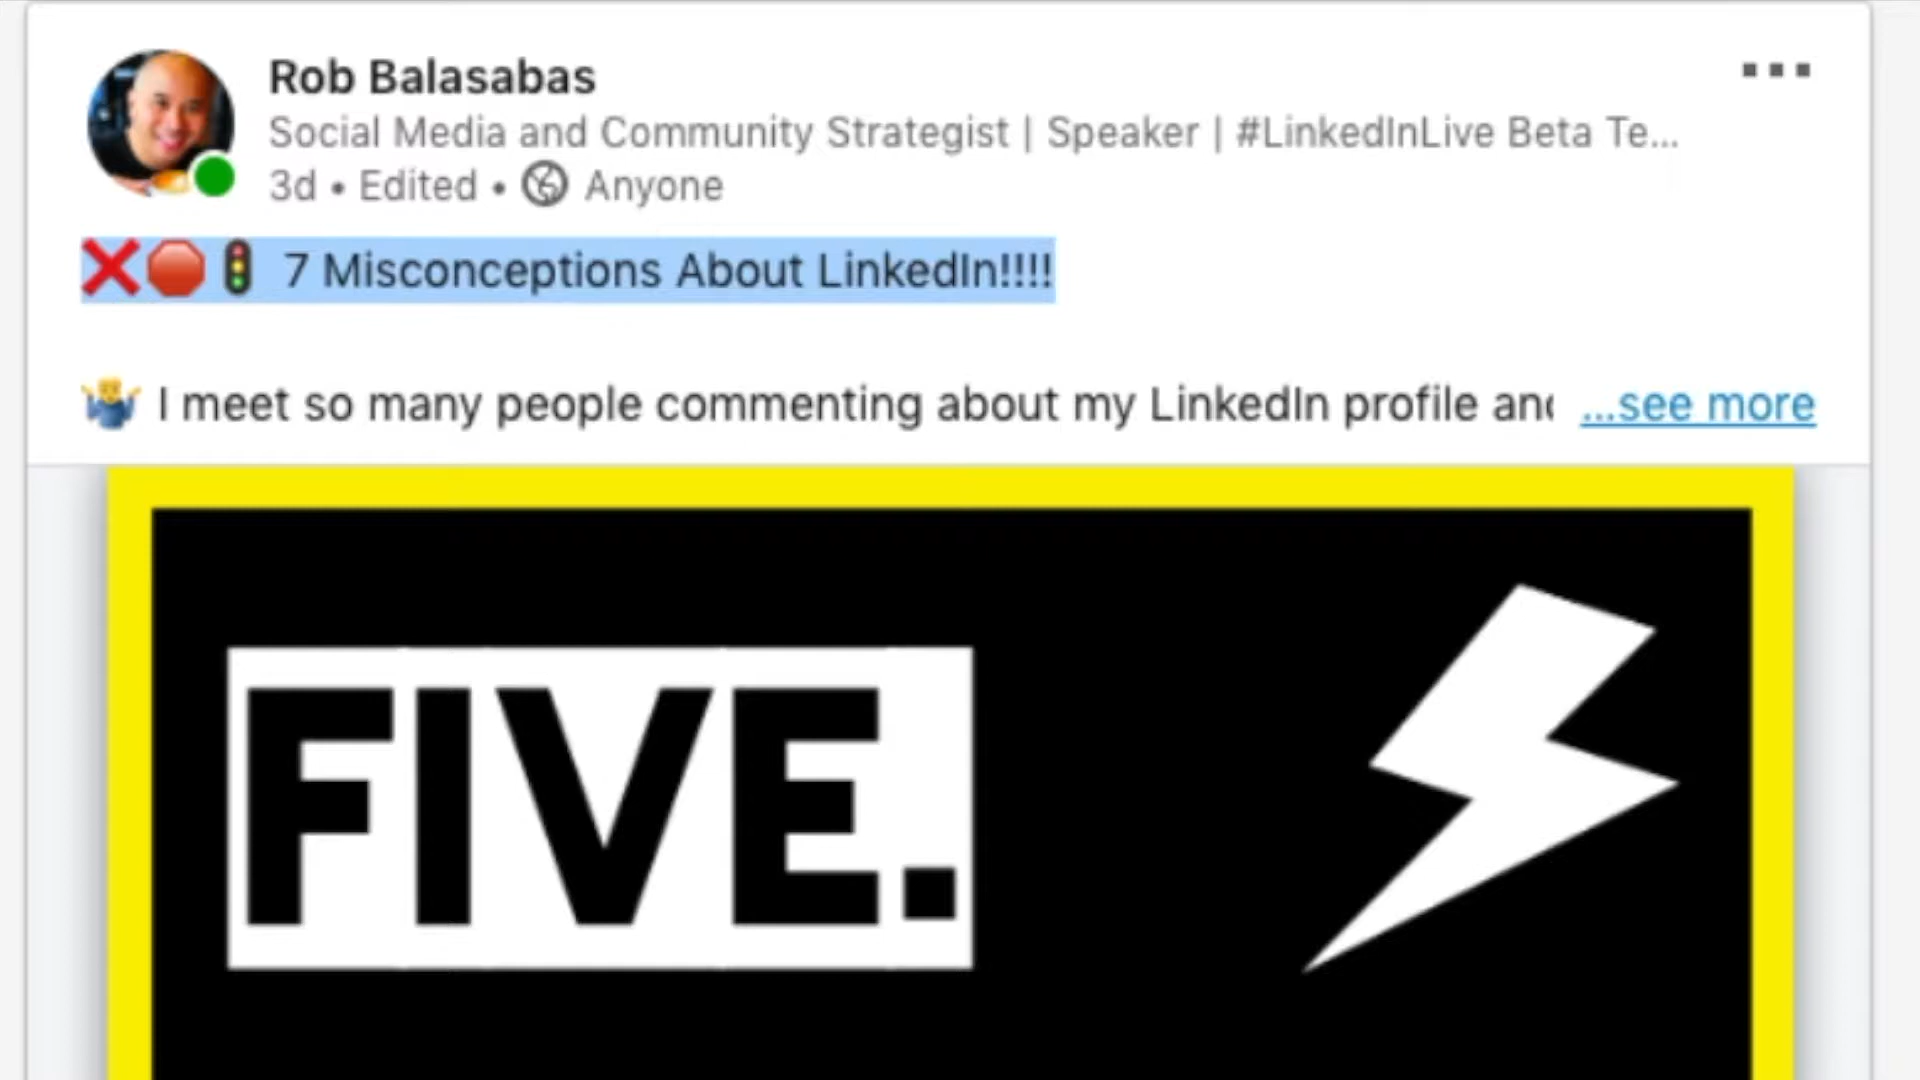 Rob Balasabas
Social Media and Community Strategist | Speaker | #LinkedInLive Beta Te...
3d • Edited • Anyone
❌🛑🚦 7 Misconceptions About LinkedIn!!!!
🤷‍♂️ I meet so many people commenting about my LinkedIn profile and ...see more
FIVE.